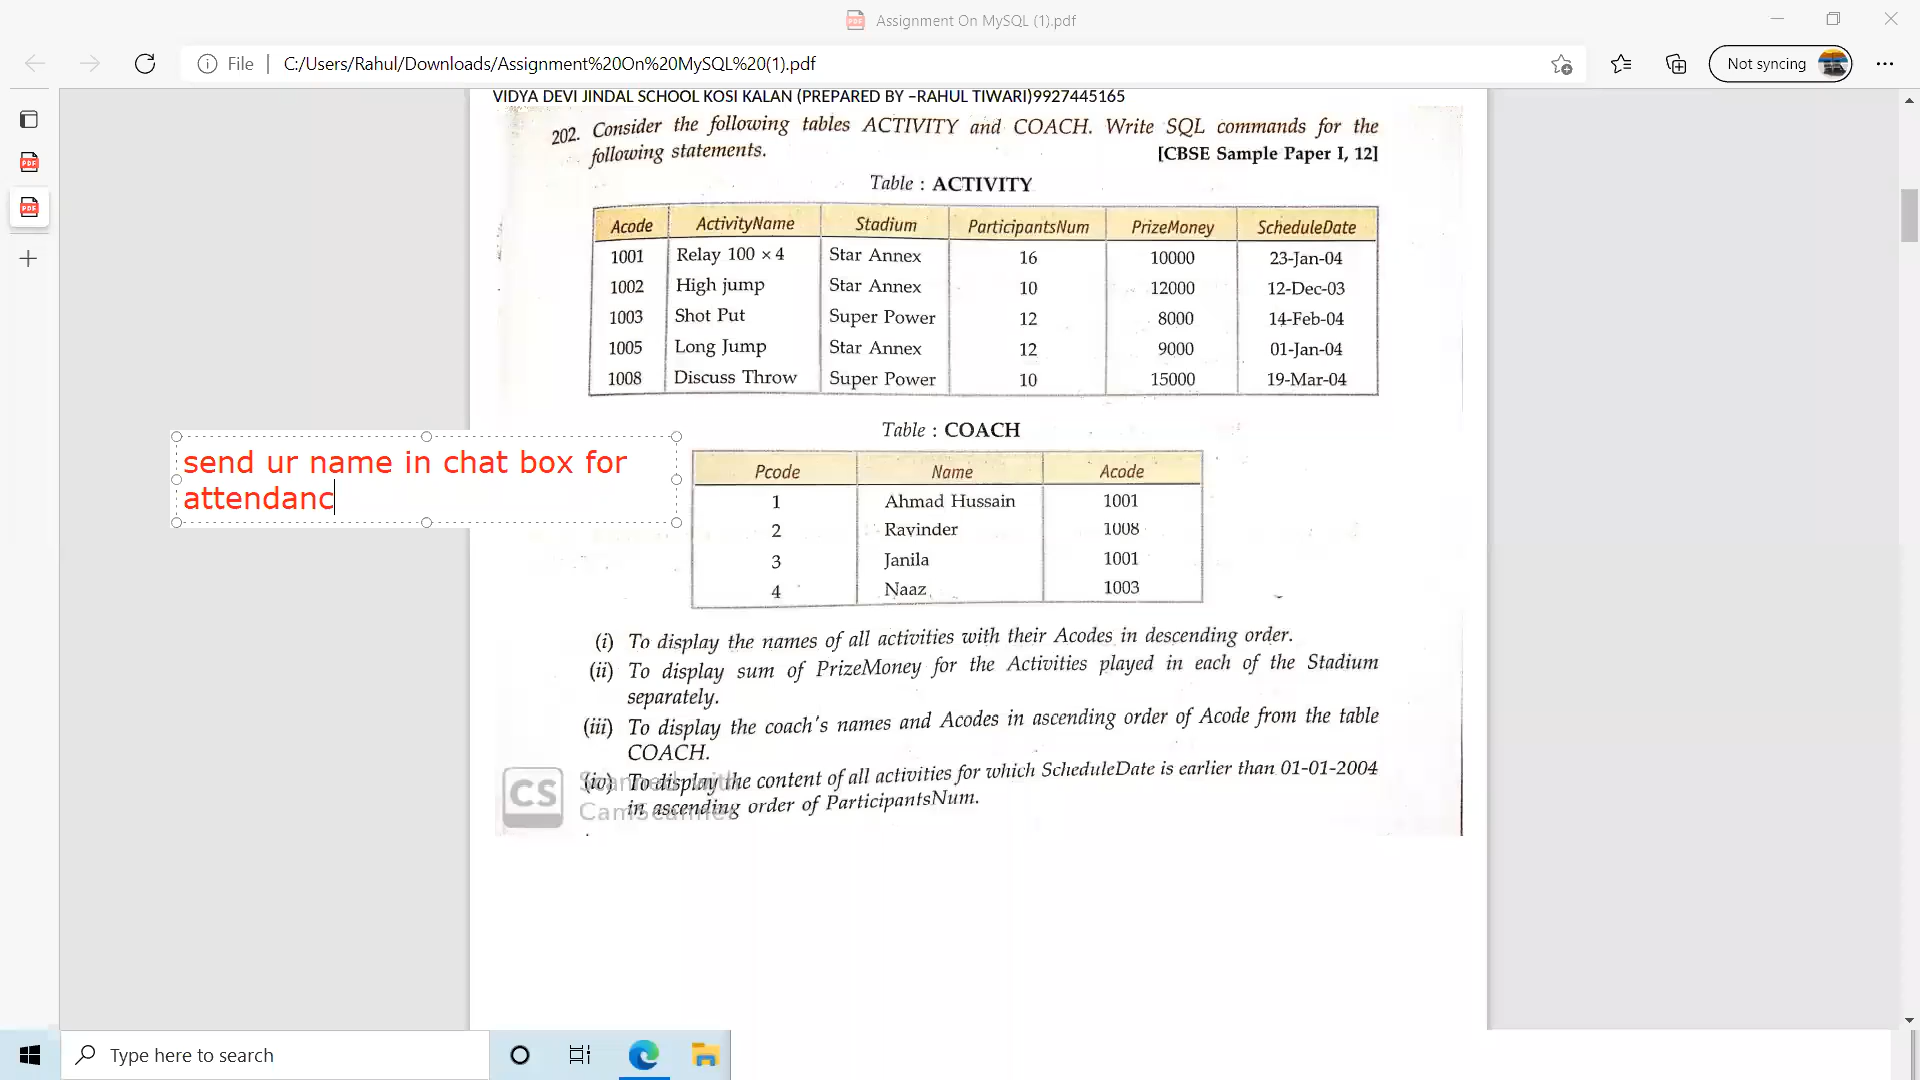 Assignment On MySQL (1).pdf
File
C:/Users/Rahul/Downloads/Assignment%20On%20MySQL%20(1).pdf
Not syncing
VIDYA DEVI JINDAL SCHOOL KOSI KALAN (PREPARED BY –RAHUL TIWARI)9927445165
202. Consider the following tables ACTIVITY and COACH. Write SQL commands for the
following statements. [CBSE Sample Paper I, 12]
Table : ACTIVITY
Acode ActivityName Stadium ParticipantsNum PrizeMoney ScheduleDate
1001 Relay 100 × 4 Star Annex 16 10000 23-Jan-04
1002 High jump Star Annex 10 12000 12-Dec-03
1003 Shot Put Super Power 12 8000 14-Feb-04
1005 Long Jump Star Annex 12 9000 01-Jan-04
1008 Discuss Throw Super Power 10 15000 19-Mar-04
send ur name in chat box for
attendanc
Table : COACH
Pcode Name Acode
1 Ahmad Hussain 1001
2 Ravinder 1008
3 Janila 1001
4 Naaz 1003
(i) To display the names of all activities with their Acodes in descending order.
(ii) To display sum of PrizeMoney for the Activities played in each of the Stadium
separately.
(iii) To display the coach's names and Acodes in ascending order of Acode from the table
COACH.
(iv) To display the content of all activities for which ScheduleDate is earlier than 01-01-2004
in ascending order of ParticipantsNum.
CS Scanned with
CamScanner
Type here to search